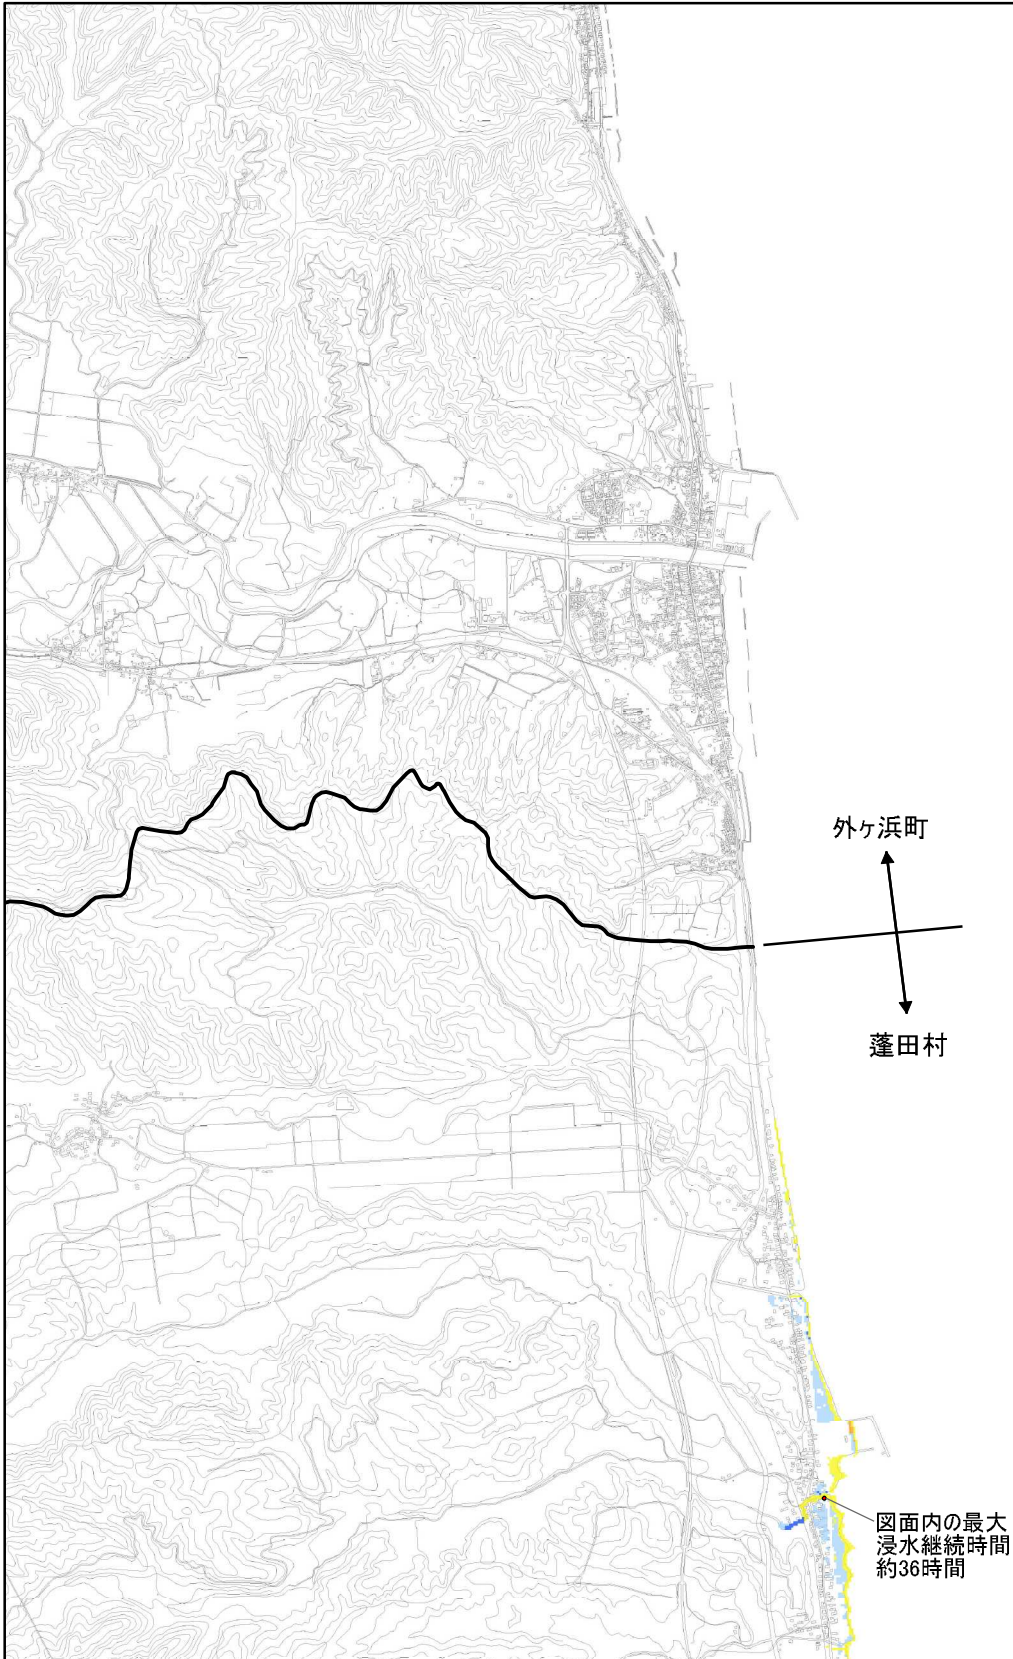 外ヶ浜町
蓬田村
図面内の最大
浸水継続時間
約36時間